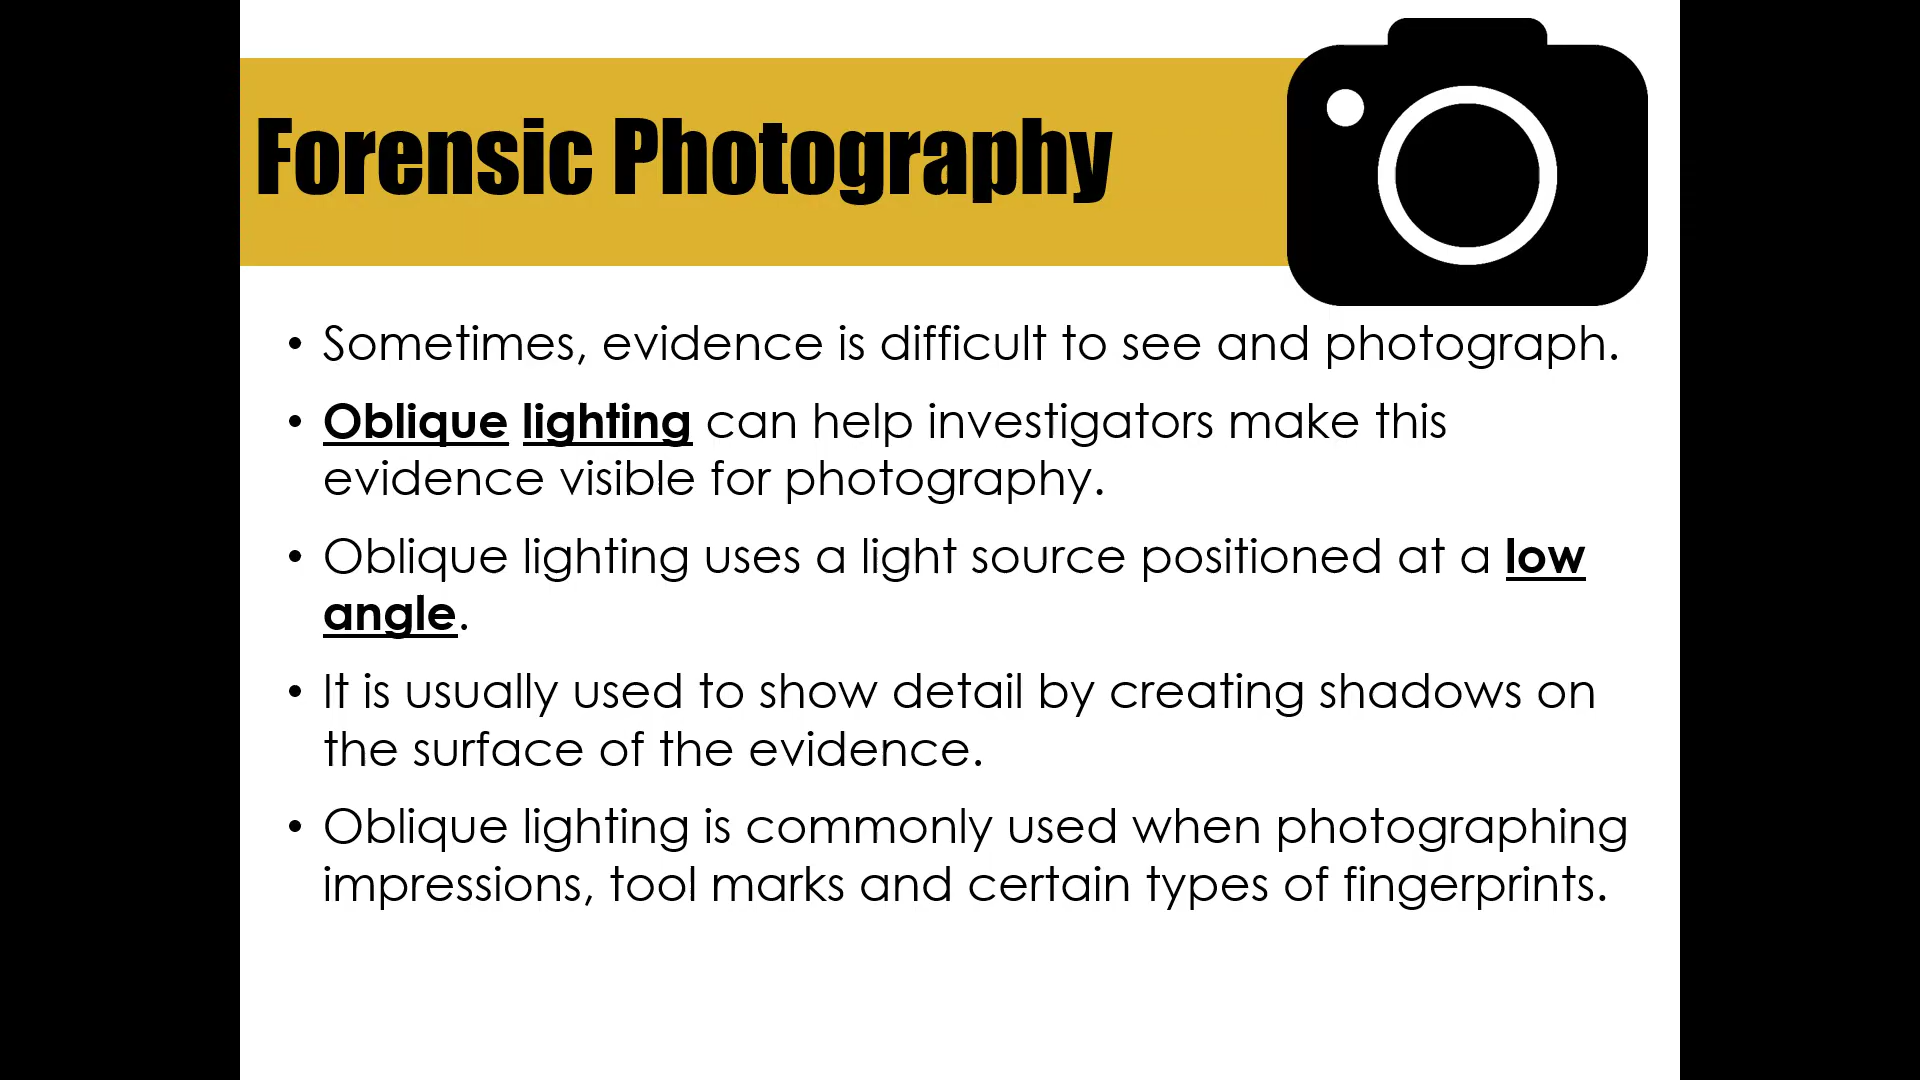 Forensic Photography
• Sometimes, evidence is difficult to see and photograph.
• Oblique lighting can help investigators make this
evidence visible for photography.
• Oblique lighting uses a light source positioned at a low
angle.
• It is usually used to show detail by creating shadows on
the surface of the evidence.
• Oblique lighting is commonly used when photographing
impressions, tool marks and certain types of fingerprints.